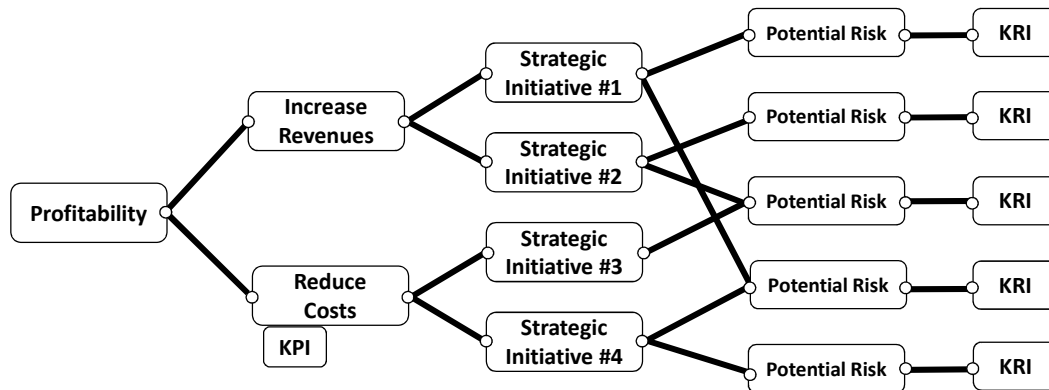 Profitability
Increase
Revenues
Reduce
Costs
KPI
Strategic
Initiative #1
Strategic
Initiative #2
Strategic
Initiative #3
Strategic
Initiative #4
Potential Risk
KRI
Potential Risk
KRI
Potential Risk
KRI
Potential Risk
KRI
Potential Risk
KRI